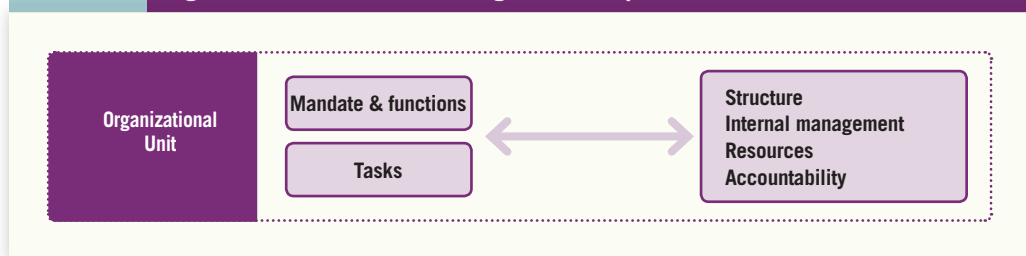 Organizational
Unit
Mandate & functions
Tasks
Structure
Internal management
Resources
Accountability